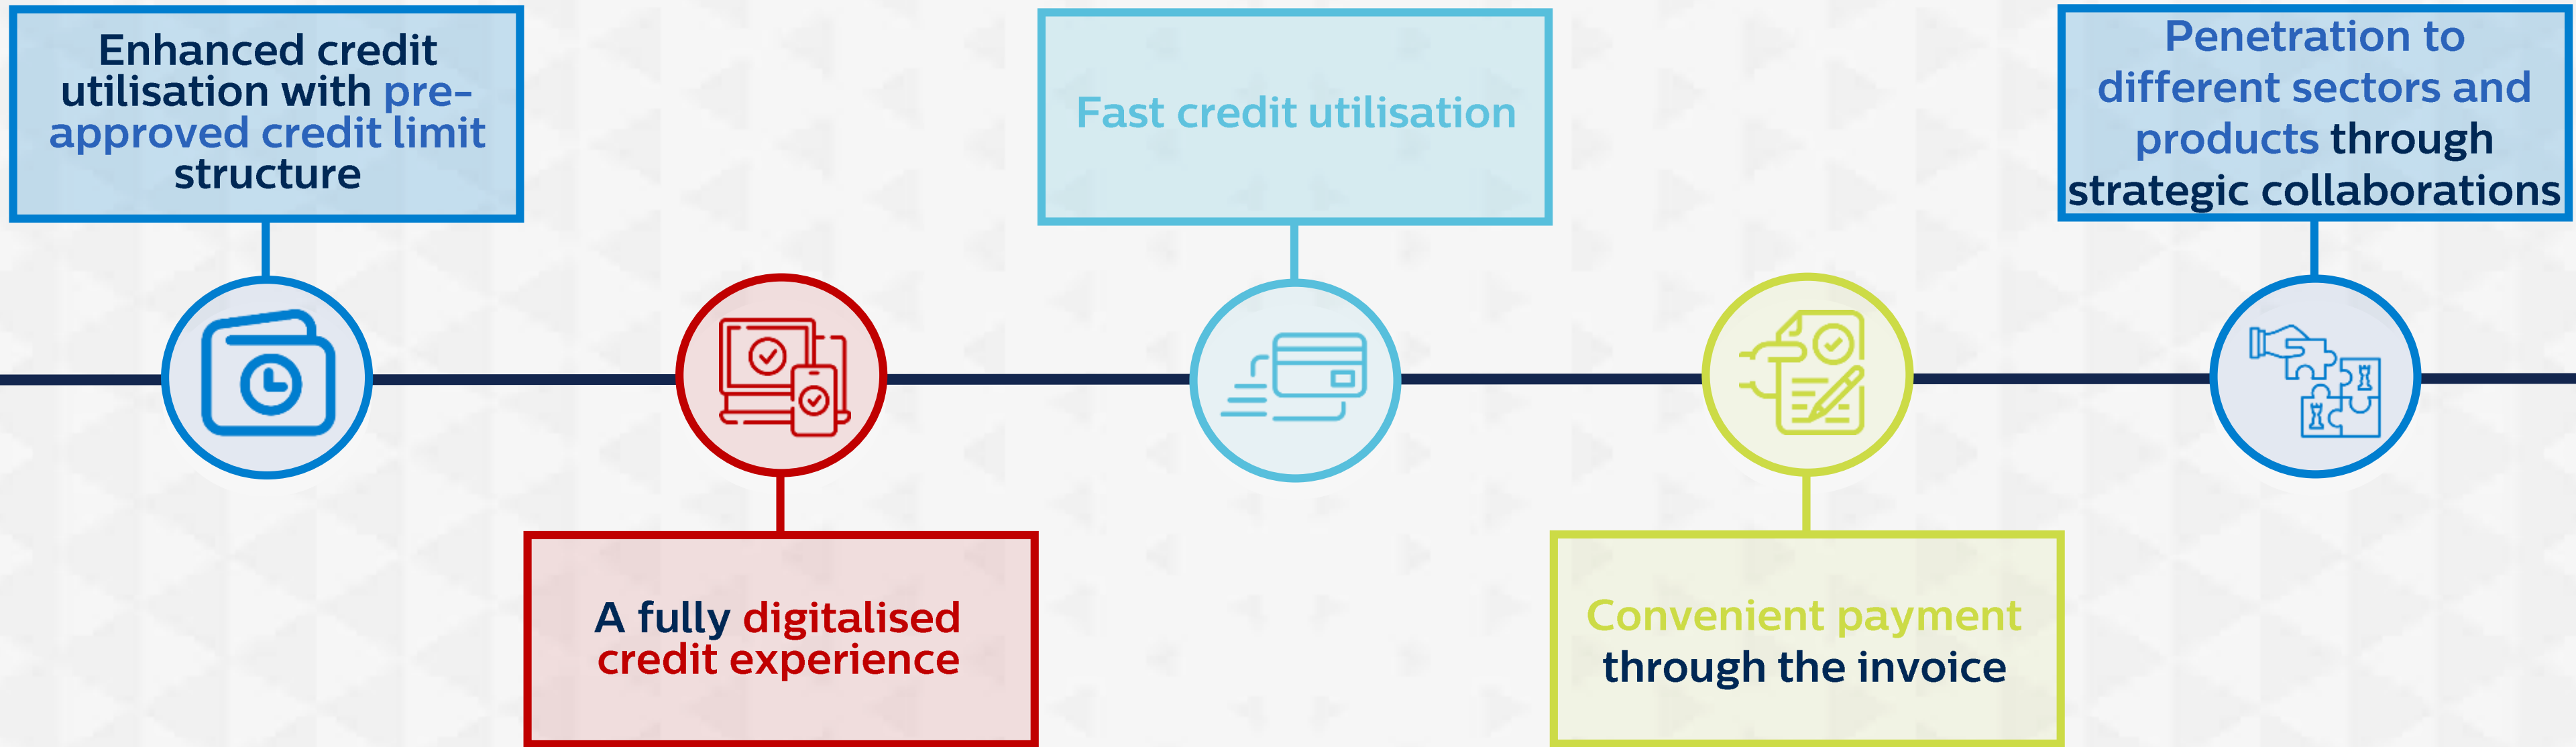 Enhanced credit
utilisation with pre-
approved credit limit
structure
A fully digitalised
credit experience
Fast credit utilisation
Convenient payment
through the invoice
Penetration to
different sectors and
products through
strategic collaborations